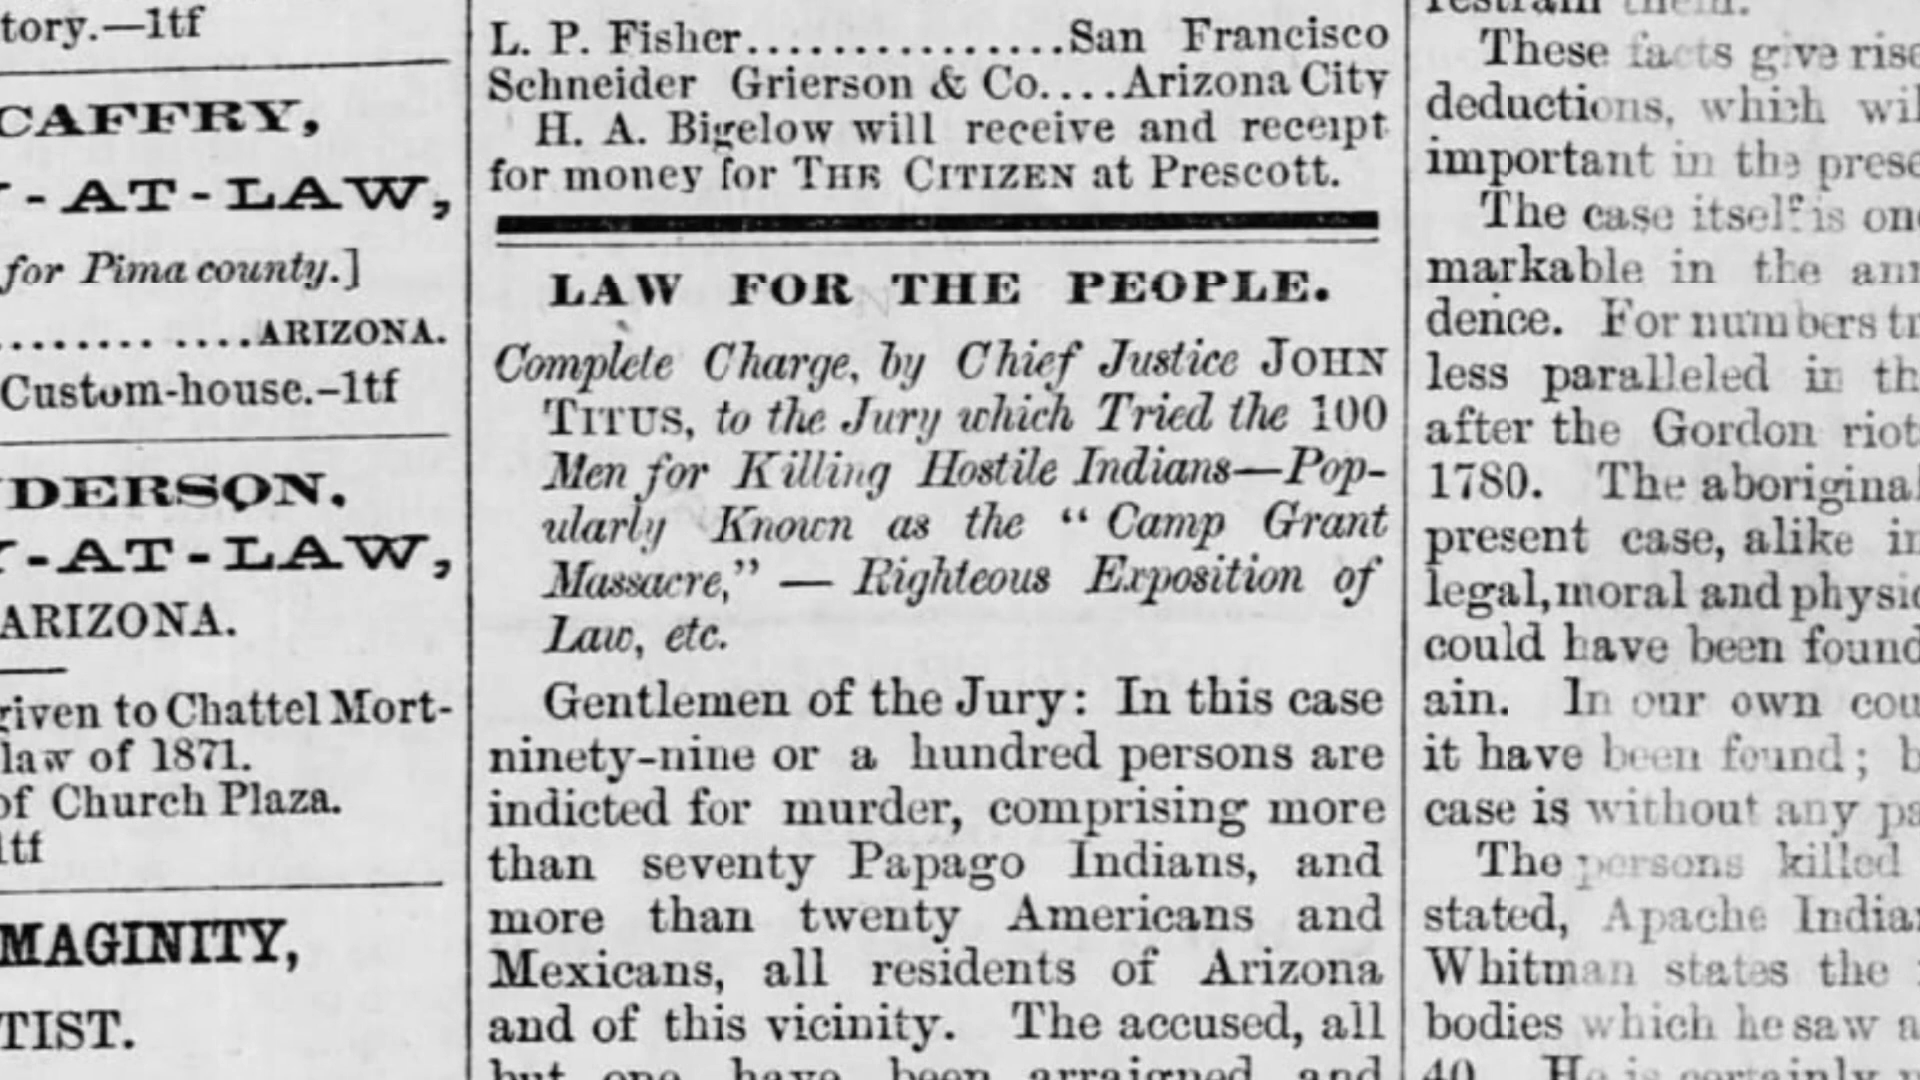 tory.—1tf
CAFFRY,
Y-AT-LAW,
for Pima county.]
............ARIZONA.
Custom-house.-1tf
DERSON.
Y-AT-LAW,
ARIZONA.
given to Chattel Mort-
law of 1871.
of Church Plaza.
1tf
MAGINITY,
TIST.
L. P. Fisher................San Francisco
Schneider Grierson & Co....Arizona City
H. A. Bigelow will receive and receipt
for money for THE CITIZEN at Prescott.
LAW FOR THE PEOPLE.
Complete Charge, by Chief Justice JOHN
TITUS, to the Jury which Tried the 100
Men for Killing Hostile Indians—Pop-
ularly Known as the "Camp Grant
Massacre," — Righteous Exposition of
Law, etc.
Gentlemen of the Jury: In this case
ninety-nine or a hundred persons are
indicted for murder, comprising more
than seventy Papago Indians, and
more than twenty Americans and
Mexicans, all residents of Arizona
and of this vicinity. The accused, all
but one have been arraigned and
restrain them.
These facts give rise
deductions, which wil
important in the prese
The case itself is one
markable in the ann
dence. For numbers tr
less paralleled in th
after the Gordon riot
1780. The aboriginal
present case, alike in
legal, moral and physic
could have been found
ain. In our own cou
it have been found; b
case is without any pa
The persons killed
stated, Apache India
Whitman states the
bodies which he saw a
40. He is certainly